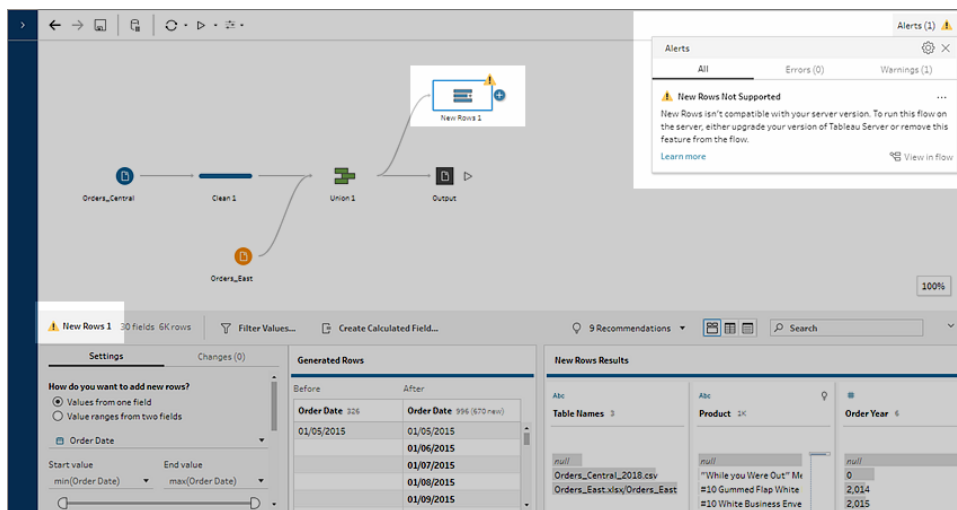 Alerts (1)
Alerts
All
Errors (0)
Warnings (1)
New Rows Not Supported
...
New Rows isn't compatible with your server version. To run this flow on
the server, either upgrade your version of Tableau Server or remove this
feature from the flow.
Learn more
View in flow
New Rows 1
Orders_Central
Clean 1
Union 1
Output
Orders_East
100%
New Rows 1 30 fields 6K rows
Filter Values...
Create Calculated Field...
9 Recommendations
Search
Settings
Changes (0)
How do you want to add new rows?
Values from one field
Value ranges from two fields
Order Date
Start value
End value
min(Order Date)
max(Order Date)
Generated Rows
Before
After
Order Date 326
Order Date 996 (670 new)
01/05/2015
01/05/2015
01/06/2015
01/07/2015
01/08/2015
01/09/2015
New Rows Results
Abc
Table Names 3
null
Orders_Central_2018.csv
Orders_East.xlsx/Orders_East
Abc
Product 1K
null
"While you Were Out" Me
#10 Gummed Flap White
#10 White Business Enve
#
Order Year 6
null
0
2,014
2,015